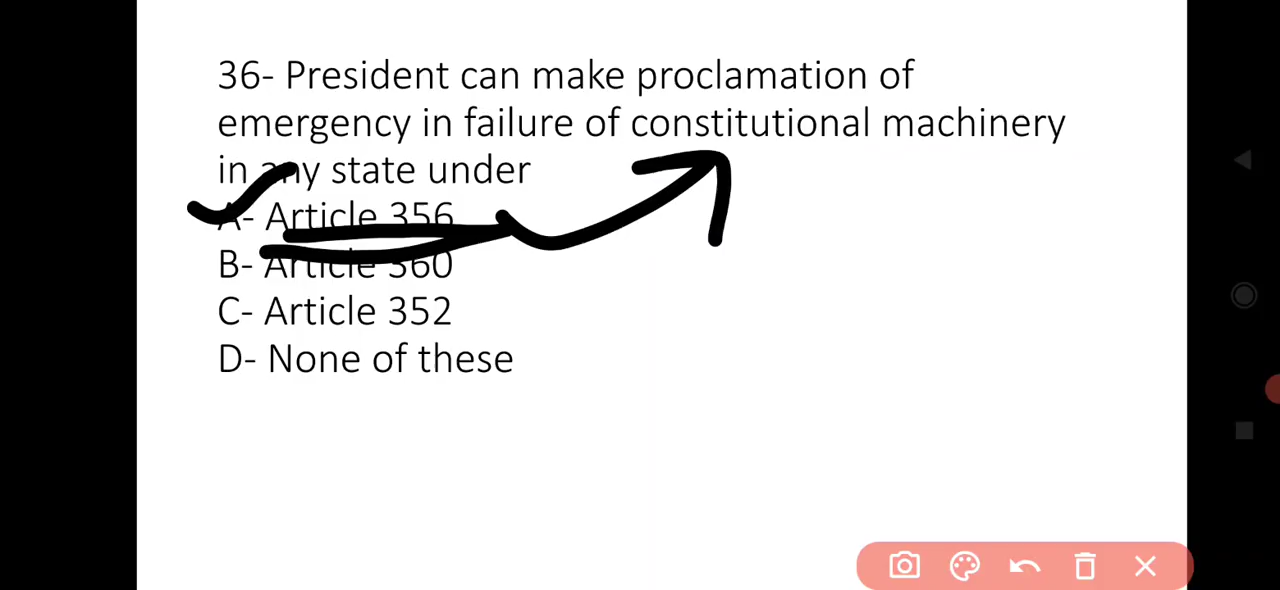 36- President can make proclamation of
emergency in failure of constitutional machinery
in any state under
A- Article 356
B- Article 360
C- Article 352
D- None of these